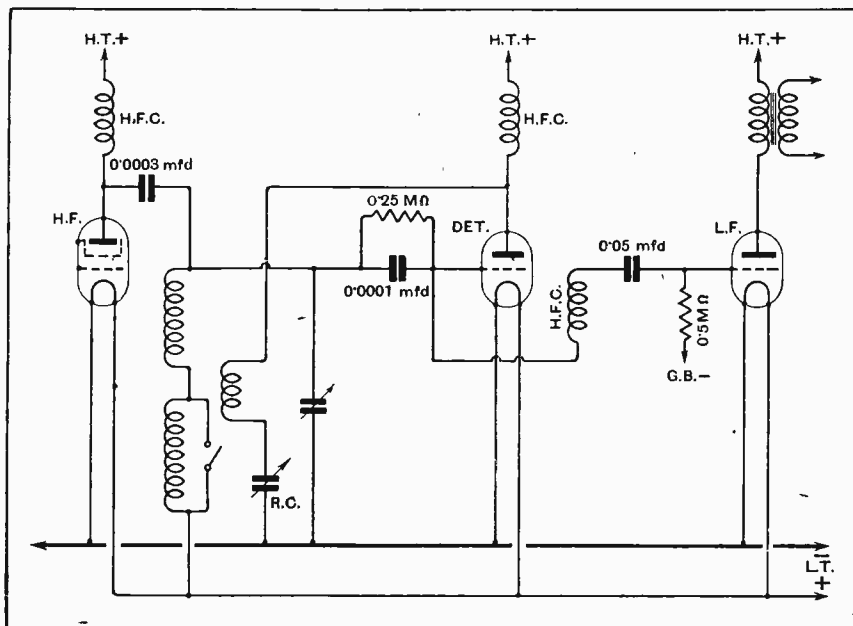 H.T.+
H.T.+
H.T.+
H.F.C.
H.F.C.
0·0003 mfd
0·25 MΩ
H.F.
DET.
L.F.
0·05 mfd
0·0001 mfd
H.F.C.
0·5 MΩ
G.B.−
R.C.
−
L.T.
+